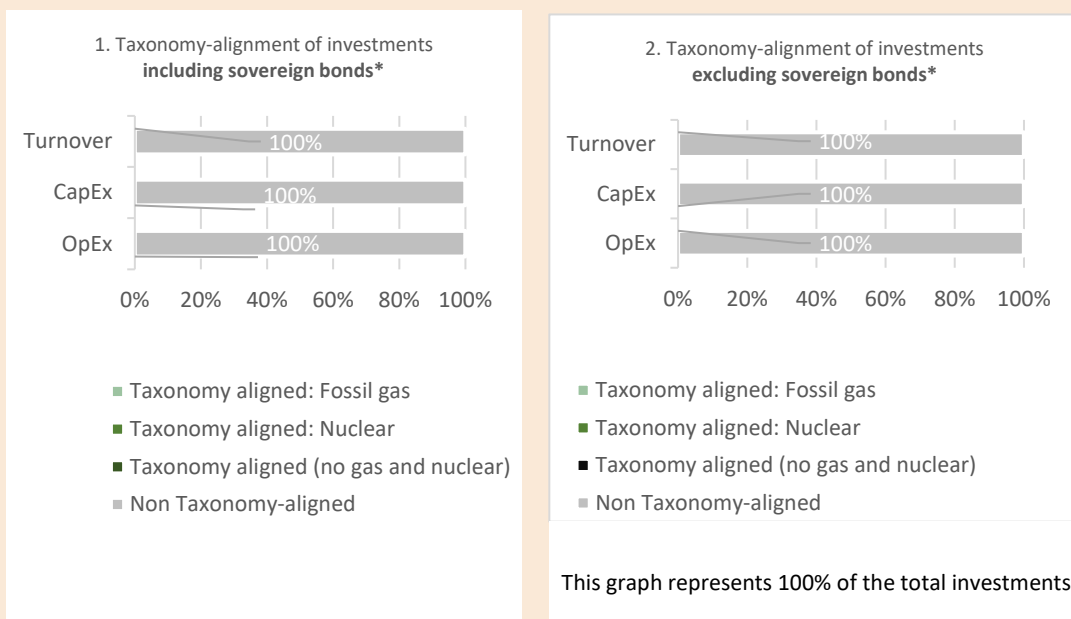 1. Taxonomy-alignment of investments
including sovereign bonds*
Turnover
100%
CapEx
100%
OpEx
100%
0% 20% 40% 60% 80% 100%
Taxonomy aligned: Fossil gas
Taxonomy aligned: Nuclear
Taxonomy aligned (no gas and nuclear)
Non Taxonomy-aligned
2. Taxonomy-alignment of investments
excluding sovereign bonds*
Turnover
100%
CapEx
100%
OpEx
100%
0% 20% 40% 60% 80% 100%
Taxonomy aligned: Fossil gas
Taxonomy aligned: Nuclear
Taxonomy aligned (no gas and nuclear)
Non Taxonomy-aligned
This graph represents 100% of the total investments